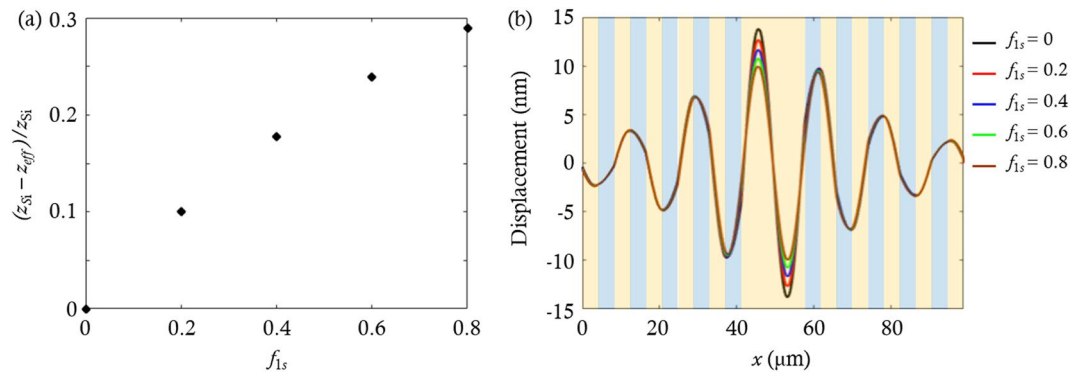 (a)
0.3
0.2
0.1
0
(z_Si − z_eff)/z_Si
0 0.2 0.4 0.6 0.8
f_1s
(b)
15
10
5
0
-5
-10
-15
Displacement (nm)
0 20 40 60 80
x (μm)
f_1s = 0
f_1s = 0.2
f_1s = 0.4
f_1s = 0.6
f_1s = 0.8